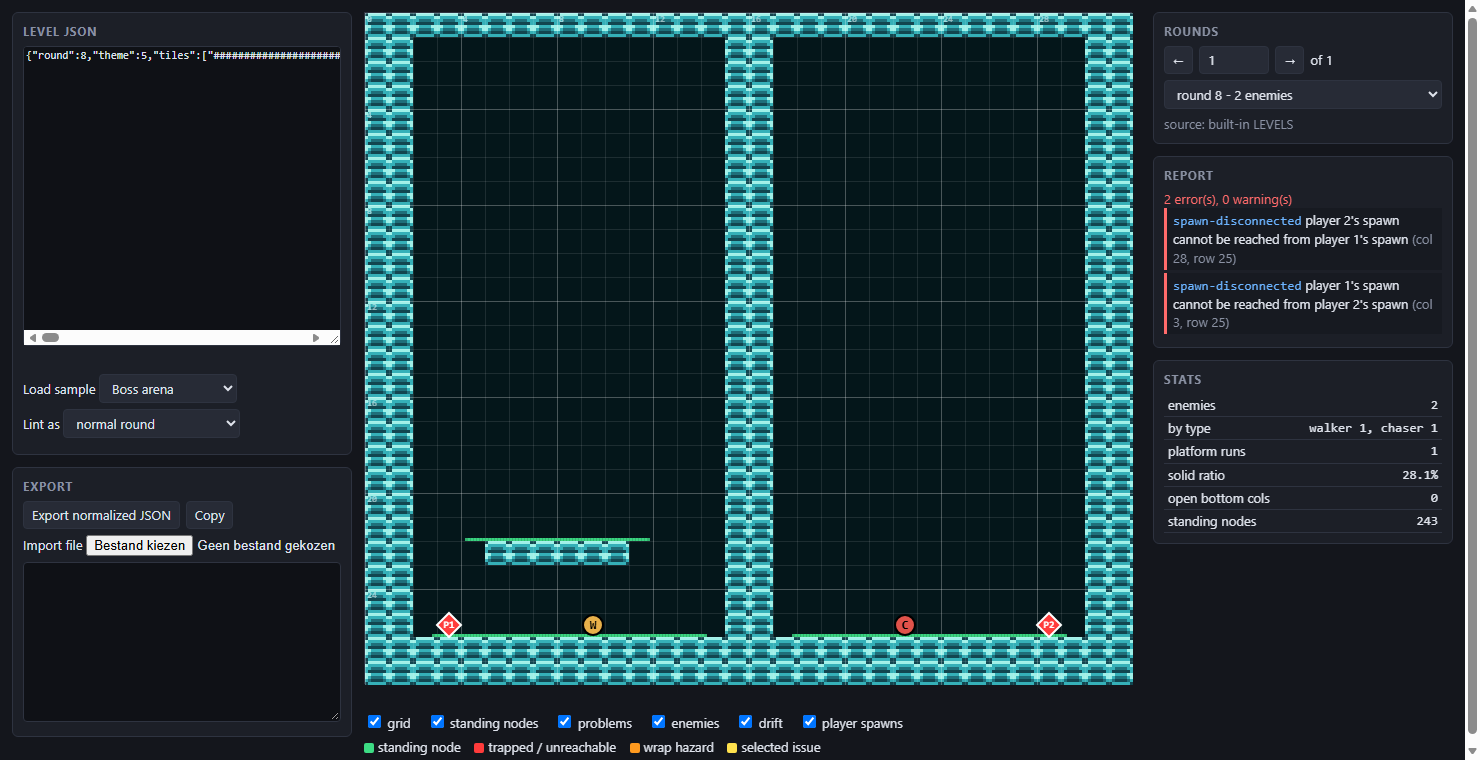 LEVEL JSON
{"round":8,"theme":5,"tiles":["######################
Load sample Boss arena
Lint as normal round
EXPORT
Export normalized JSON Copy
Import file Bestand kiezen Geen bestand gekozen
P1 W C P2
grid standing nodes problems enemies drift player spawns
standing node trapped / unreachable wrap hazard selected issue
ROUNDS
← 1 → of 1
round 8 - 2 enemies
source: built-in LEVELS
REPORT
2 error(s), 0 warning(s)
spawn-disconnected player 2's spawn
cannot be reached from player 1's spawn (col
28, row 25)
spawn-disconnected player 1's spawn
cannot be reached from player 2's spawn (col
3, row 25)
STATS
enemies 2
by type walker 1, chaser 1
platform runs 1
solid ratio 28.1%
open bottom cols 0
standing nodes 243